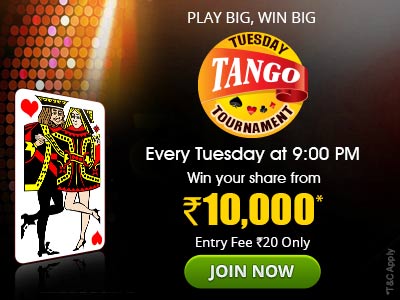 PLAY BIG, WIN BIG
TUESDAY
TANGO
TOURNAMENT
Every Tuesday at 9:00 PM
Win your share from
₹10,000*
Entry Fee ₹20 Only
JOIN NOW
*T&C Apply